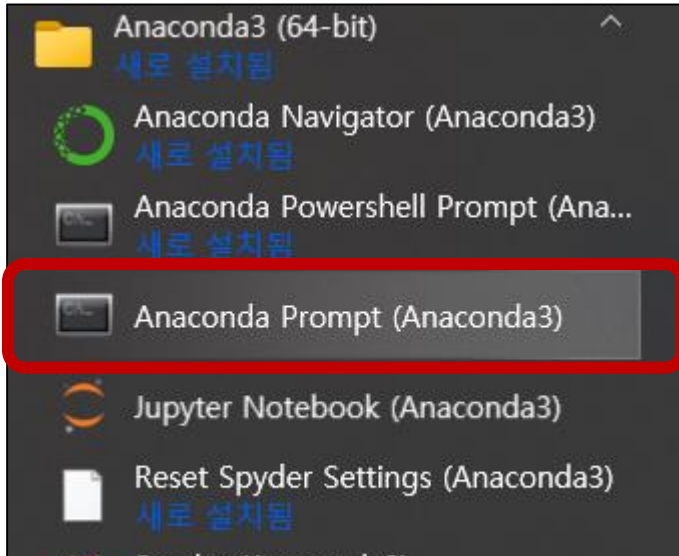 Anaconda3 (64-bit)
새로 설치됨
Anaconda Navigator (Anaconda3)
새로 설치됨
Anaconda Powershell Prompt (Ana...
새로 설치됨
Anaconda Prompt (Anaconda3)
Jupyter Notebook (Anaconda3)
Reset Spyder Settings (Anaconda3)
새로 설치됨